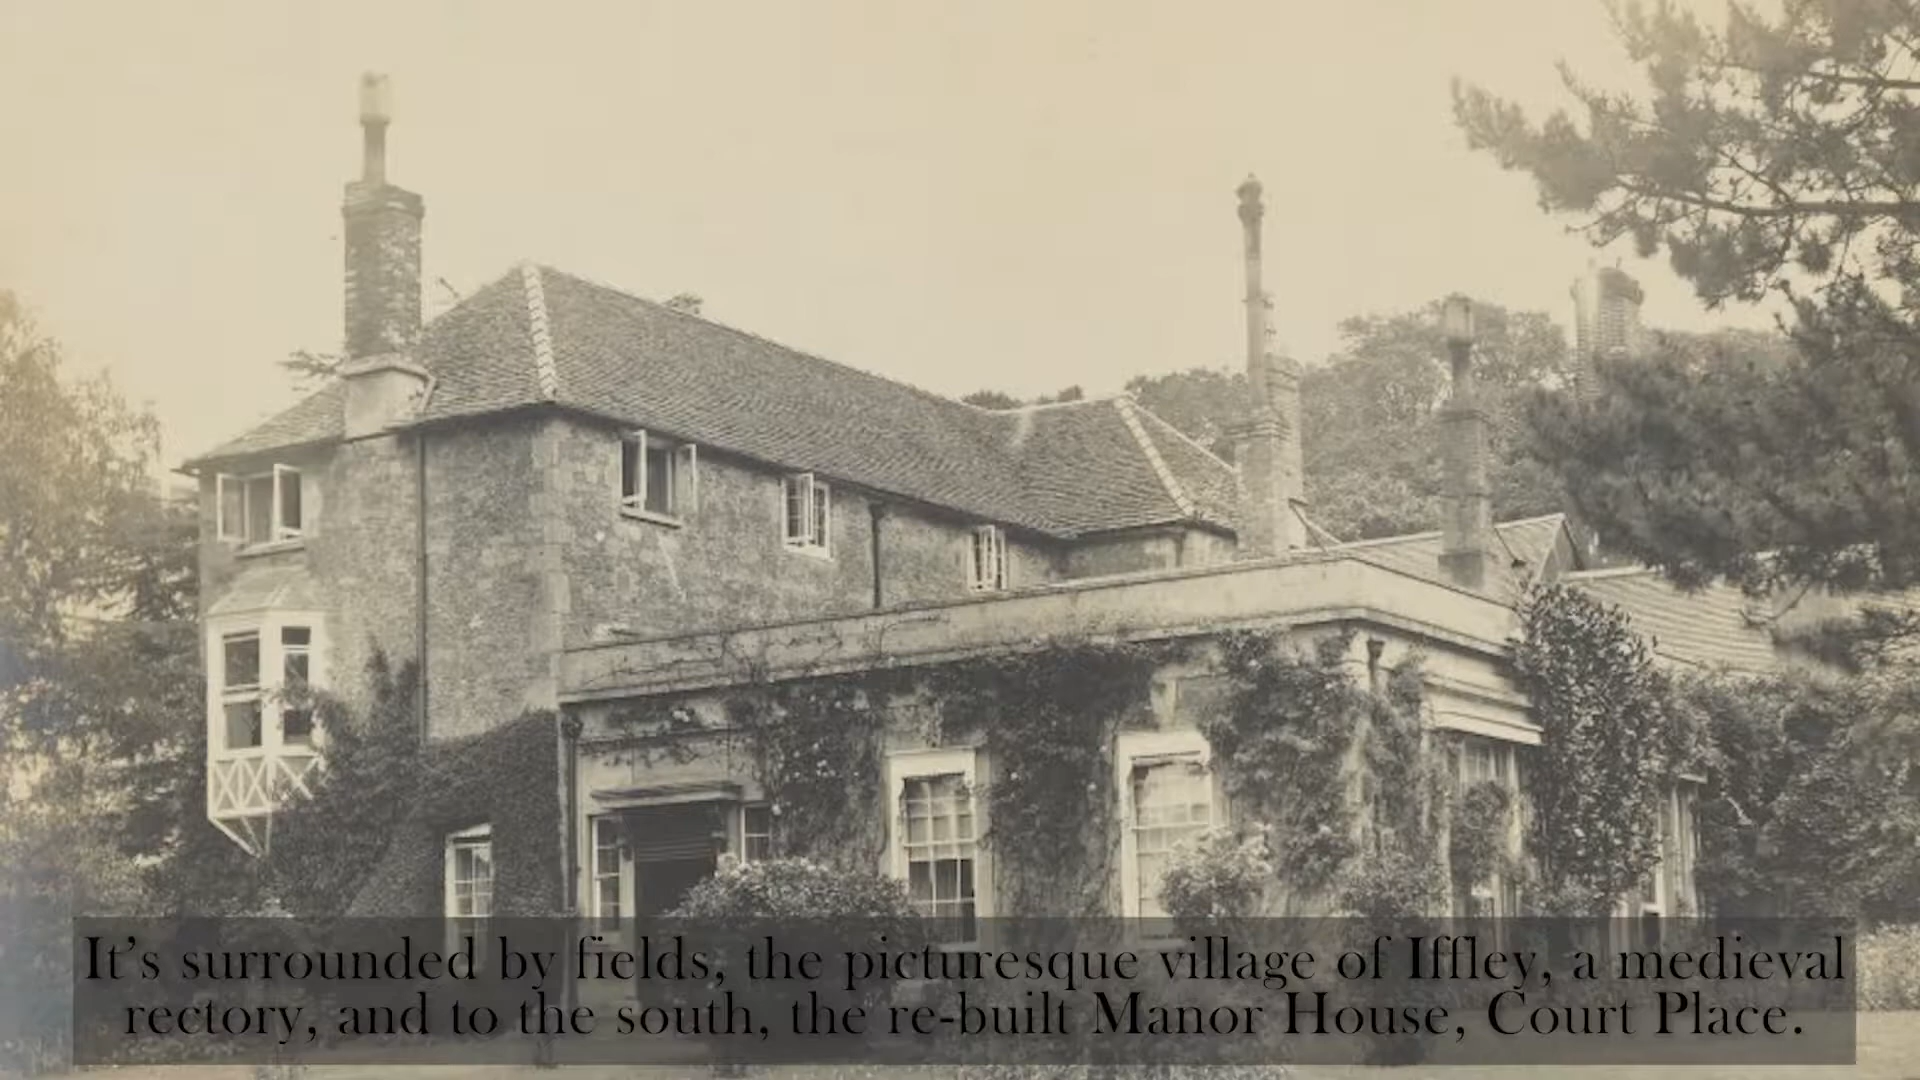 It's surrounded by fields, the picturesque village of Iffley, a medieval
rectory, and to the south, the re-built Manor House, Court Place.